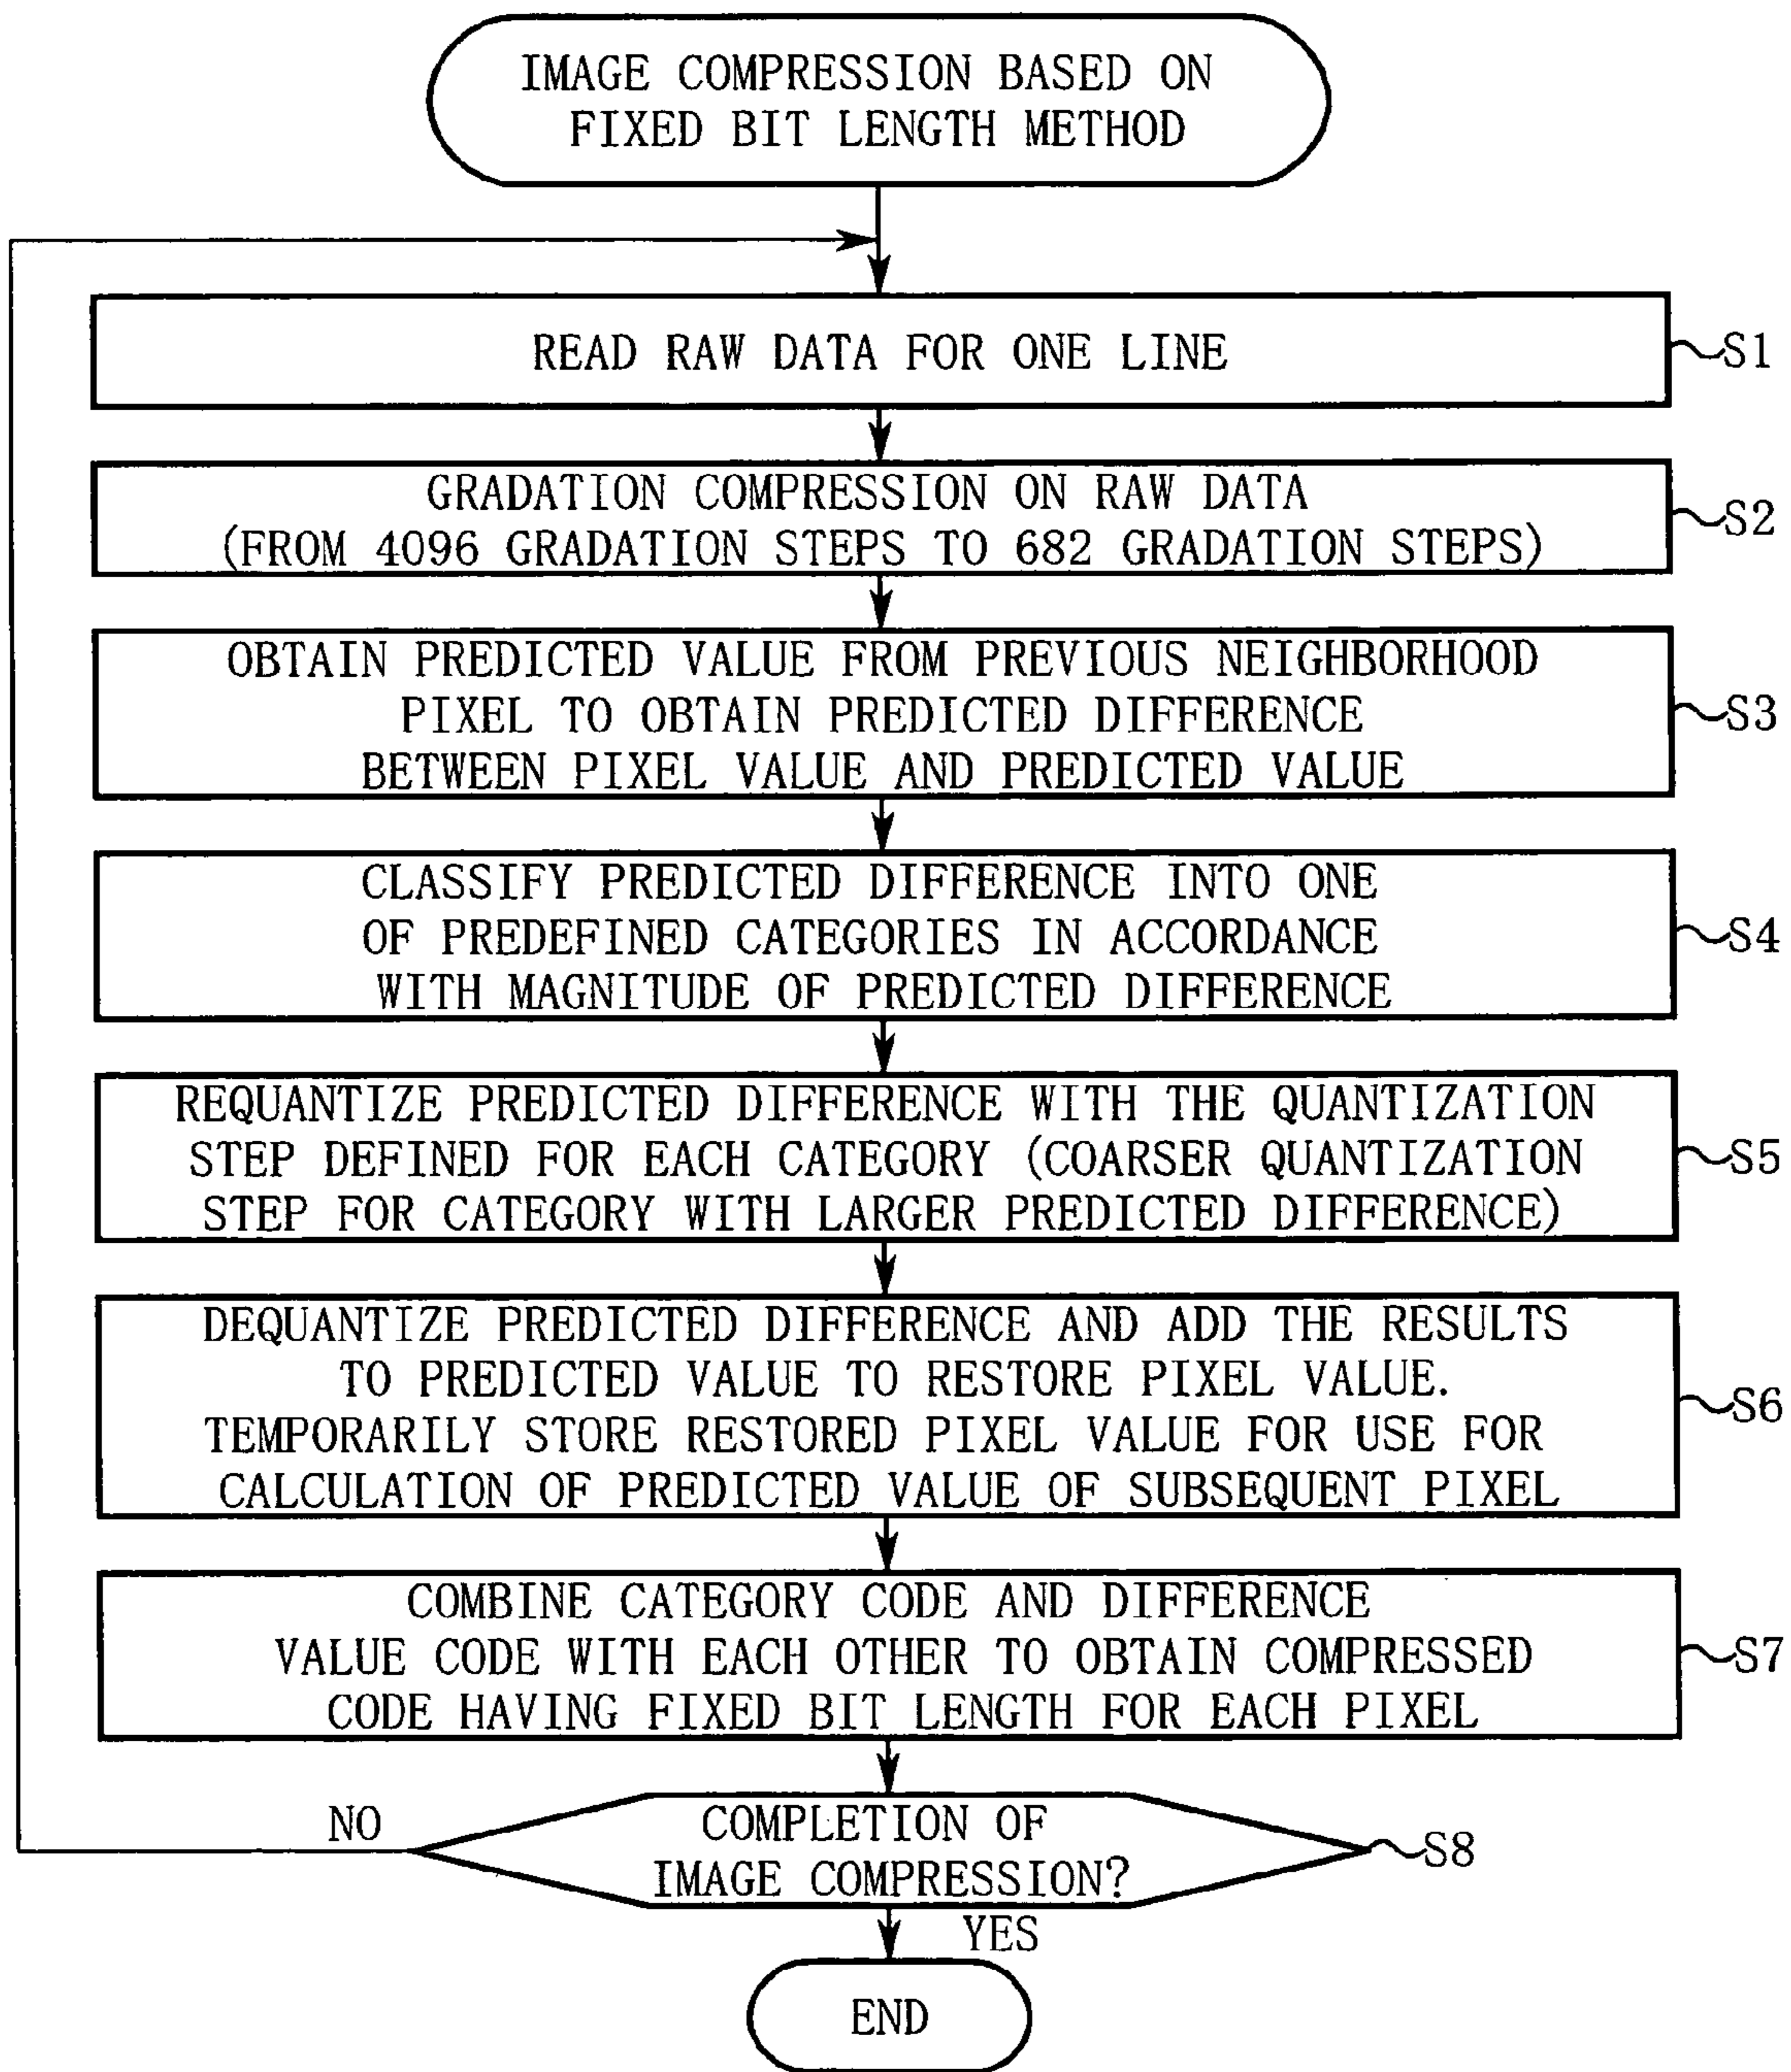 IMAGE COMPRESSION BASED ON
FIXED BIT LENGTH METHOD
READ RAW DATA FOR ONE LINE
S1
GRADATION COMPRESSION ON RAW DATA
(FROM 4096 GRADATION STEPS TO 682 GRADATION STEPS)
S2
OBTAIN PREDICTED VALUE FROM PREVIOUS NEIGHBORHOOD
PIXEL TO OBTAIN PREDICTED DIFFERENCE
BETWEEN PIXEL VALUE AND PREDICTED VALUE
S3
CLASSIFY PREDICTED DIFFERENCE INTO ONE
OF PREDEFINED CATEGORIES IN ACCORDANCE
WITH MAGNITUDE OF PREDICTED DIFFERENCE
S4
REQUANTIZE PREDICTED DIFFERENCE WITH THE QUANTIZATION
STEP DEFINED FOR EACH CATEGORY (COARSER QUANTIZATION
STEP FOR CATEGORY WITH LARGER PREDICTED DIFFERENCE)
S5
DEQUANTIZE PREDICTED DIFFERENCE AND ADD THE RESULTS
TO PREDICTED VALUE TO RESTORE PIXEL VALUE.
TEMPORARILY STORE RESTORED PIXEL VALUE FOR USE FOR
CALCULATION OF PREDICTED VALUE OF SUBSEQUENT PIXEL
S6
COMBINE CATEGORY CODE AND DIFFERENCE
VALUE CODE WITH EACH OTHER TO OBTAIN COMPRESSED
CODE HAVING FIXED BIT LENGTH FOR EACH PIXEL
S7
NO
COMPLETION OF
IMAGE COMPRESSION?
S8
YES
END